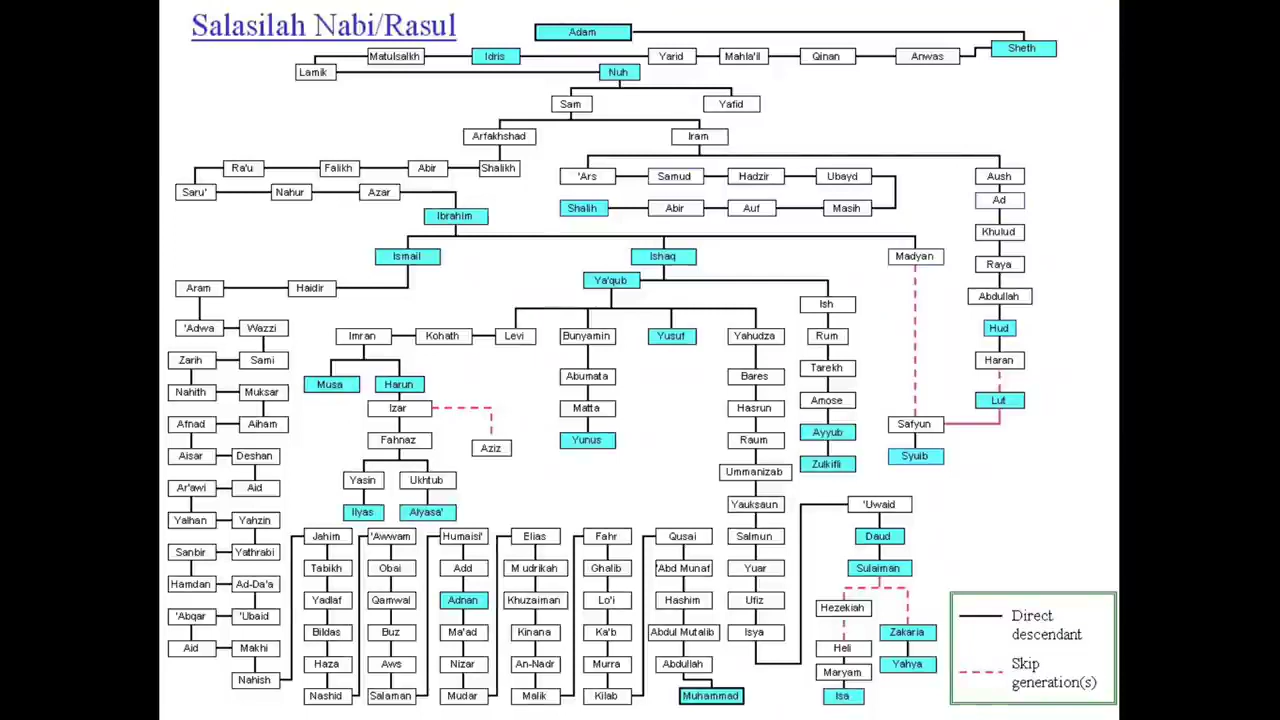 Salasilah Nabi/Rasul
Adam
Sheth
Matulsalkh Idris Yarid Mahla'il Qinan Anwas
Lamik Nuh
Sam Yafid
Arfakhshad Iram
Ra'u Falikh Abir Shalikh 'Ars Samud Hadzir Ubayd Aush
Saru' Nahur Azar Ad
Ibrahim Shalih Abir Auf Masih
Khulud
Ismail Ishaq Madyan Raya
Aram Haidir Ya'qub Abdullah
Ish
'Adwa Wazzi Hud
Imran Kohath Levi Bunyamin Yusuf Yahudza Rum
Zarih Sami Haran
Tarekh
Musa Harun Abumata Bares
Nahith Muksar Amose Lut
Izar Matta Hasrun
Afnad Aiham Safyun
Fahnaz Aziz Yunus Raum Ayyub
Aisar Deshan Zulkifli Syuib
Yasin Ukhtub Ummanizab
Ar'awi Aid
Ilyas Alyasa' Yauksaun 'Uwaid
Yalhan Yahzin
Jahim 'Awwam Humaisi' Elias Fahr Qusai Salmun Daud
Sanbir Yathrabi
Tabikh Obai Add Mudrikah Ghalib 'Abd Munaf Yuar Sulaiman
Hamdan Ad-Da'a
Yadlaf Qamwal Adnan Khuzaiman Lo'i Hashim Ufiz Hezekiah
'Abqar 'Ubaid
Bildas Buz Ma'ad Kinana Ka'b Abdul Mutalib Isya Zakaria
Aid Makhi Heli
Haza Aws Nizar An-Nadr Murra Abdullah Maryam Yahya
Nahish
Nashid Salaman Mudar Malik Kilab Muhammad Isa
Direct
descendant
Skip
generation(s)